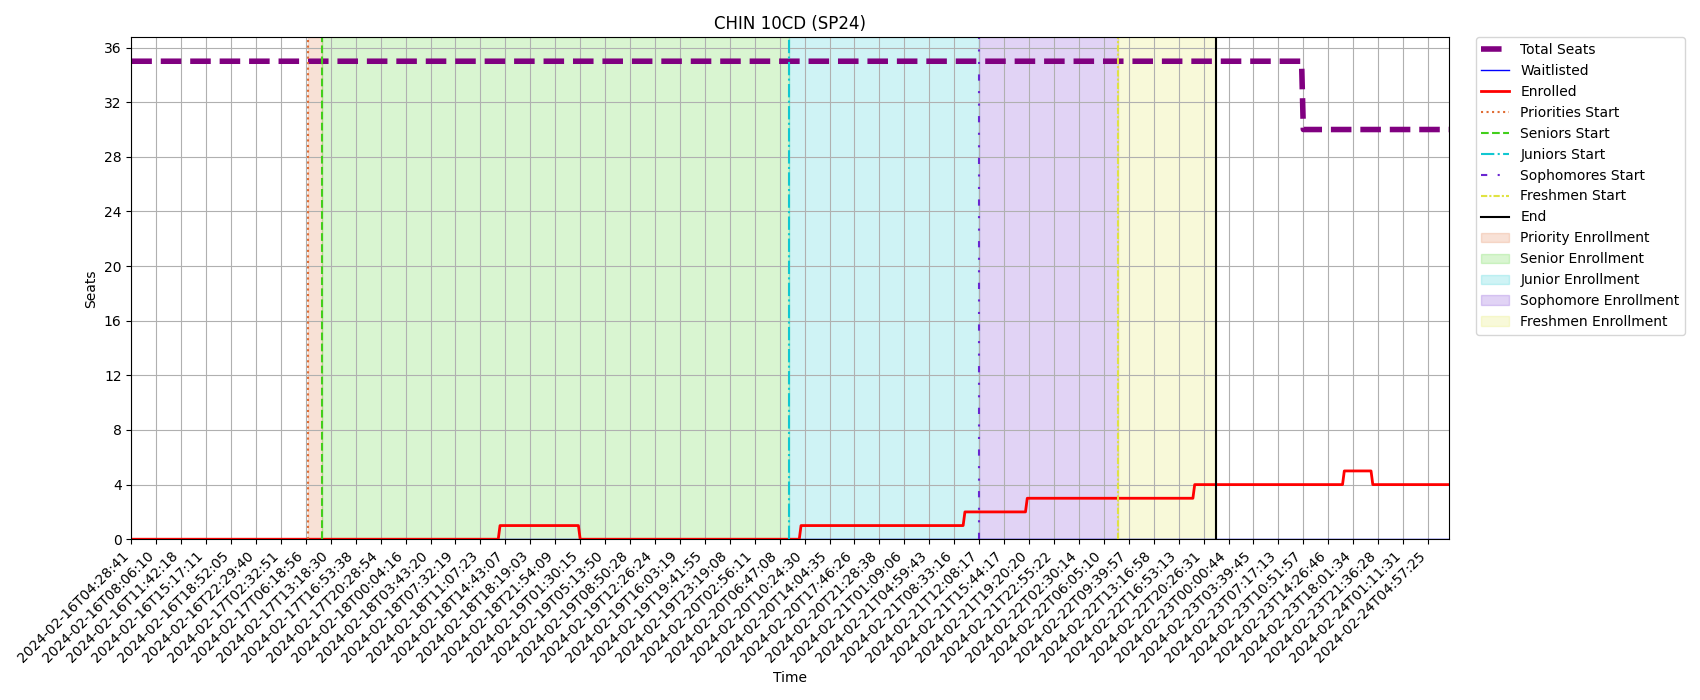 CHIN 10CD (SP24)
36
32
28
24
20
16
12
8
4
0
Seats
2024-02-16T04:28:41
2024-02-16T08:06:10
2024-02-16T11:42:18
2024-02-16T15:17:11
2024-02-16T18:52:05
2024-02-16T22:29:40
2024-02-17T02:32:51
2024-02-17T06:18:56
2024-02-17T13:18:30
2024-02-17T16:53:38
2024-02-17T20:28:54
2024-02-18T00:04:16
2024-02-18T03:43:20
2024-02-18T07:32:19
2024-02-18T11:07:23
2024-02-18T14:43:07
2024-02-18T18:19:03
2024-02-18T21:54:09
2024-02-19T01:30:15
2024-02-19T05:13:50
2024-02-19T08:50:28
2024-02-19T12:26:24
2024-02-19T16:03:19
2024-02-19T19:41:55
2024-02-19T23:19:08
2024-02-20T02:56:11
2024-02-20T06:47:08
2024-02-20T10:24:30
2024-02-20T14:04:35
2024-02-20T17:46:26
2024-02-20T21:28:38
2024-02-21T01:09:06
2024-02-21T04:59:43
2024-02-21T08:33:16
2024-02-21T12:08:17
2024-02-21T15:44:17
2024-02-21T19:20:20
2024-02-21T22:55:22
2024-02-22T02:30:14
2024-02-22T06:05:10
2024-02-22T09:39:57
2024-02-22T13:16:58
2024-02-22T16:53:13
2024-02-22T20:26:31
2024-02-23T00:00:44
2024-02-23T03:39:45
2024-02-23T07:17:13
2024-02-23T10:51:57
2024-02-23T14:26:46
2024-02-23T18:01:34
2024-02-23T21:36:28
2024-02-24T01:11:31
2024-02-24T04:57:25
Time
Total Seats
Waitlisted
Enrolled
Priorities Start
Seniors Start
Juniors Start
Sophomores Start
Freshmen Start
End
Priority Enrollment
Senior Enrollment
Junior Enrollment
Sophomore Enrollment
Freshmen Enrollment